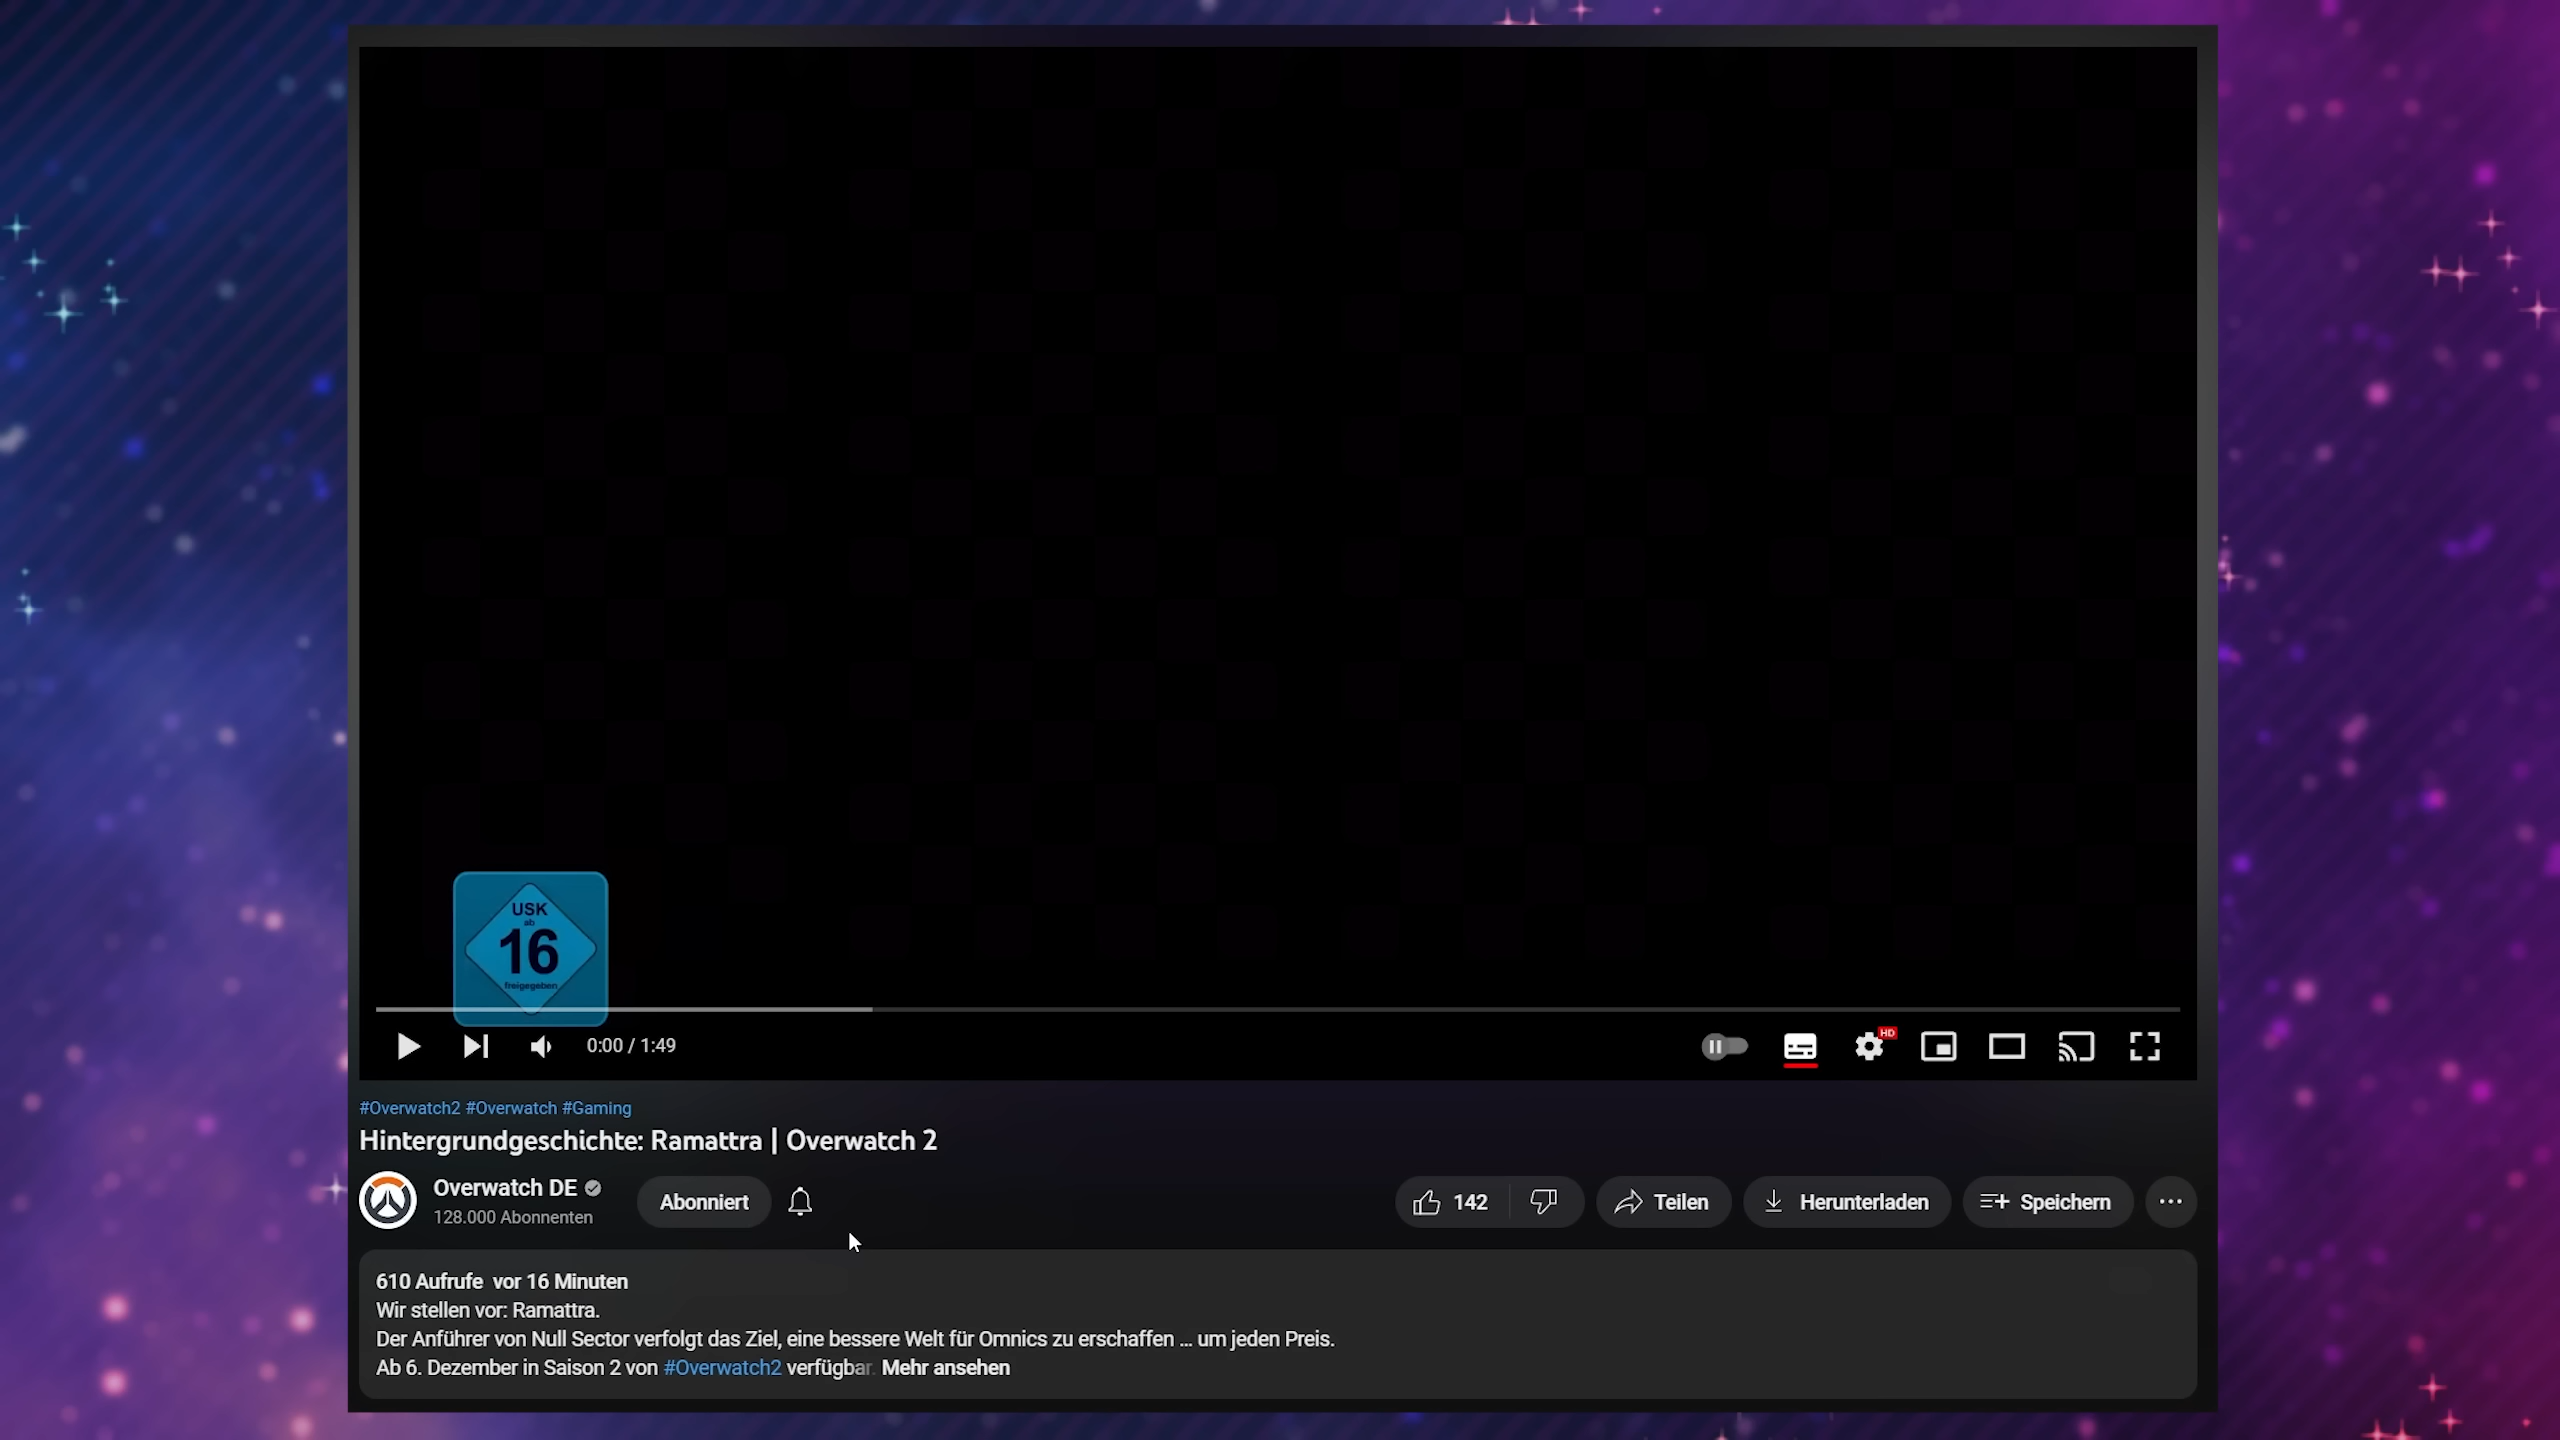 USK
ab
16
freigegeben
0:00 / 1:49
HD
#Overwatch2 #Overwatch #Gaming
Hintergrundgeschichte: Ramattra | Overwatch 2
Overwatch DE
128.000 Abonnenten
Abonniert
142
Teilen
Herunterladen
Speichern
610 Aufrufe vor 16 Minuten
Wir stellen vor: Ramattra.
Der Anführer von Null Sector verfolgt das Ziel, eine bessere Welt für Omnics zu erschaffen ... um jeden Preis.
Ab 6. Dezember in Saison 2 von #Overwatch2 verfügbar. Mehr ansehen